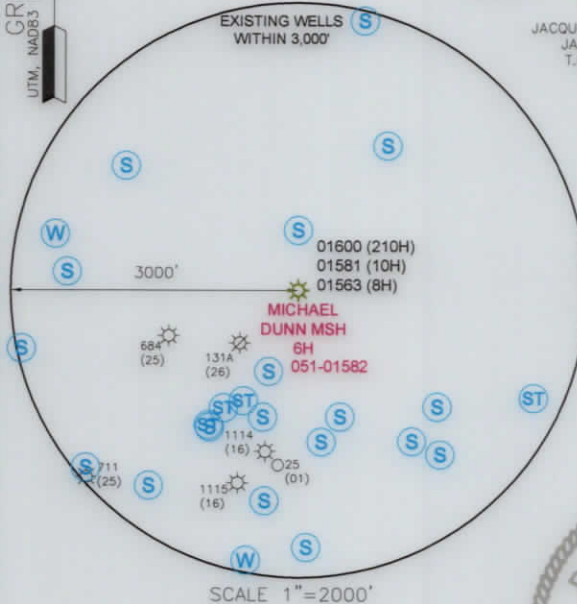 GR
UTM, NAD83
EXISTING WELLS
WITHIN 3,000'
JACQU
JA
T.
S
S
S
S
W
S
3000'
01600 (210H)
01581 (10H)
01563 (8H)
MICHAEL
DUNN MSH
6H
051-01582
S
684
(25)
131A
(26)
S
ST
ST
ST
S
S
S
S
S
S
S
1114
(16)
25
(01)
S
711
(25)
S
1115
(16)
S
S
W
SCALE 1"=2000'